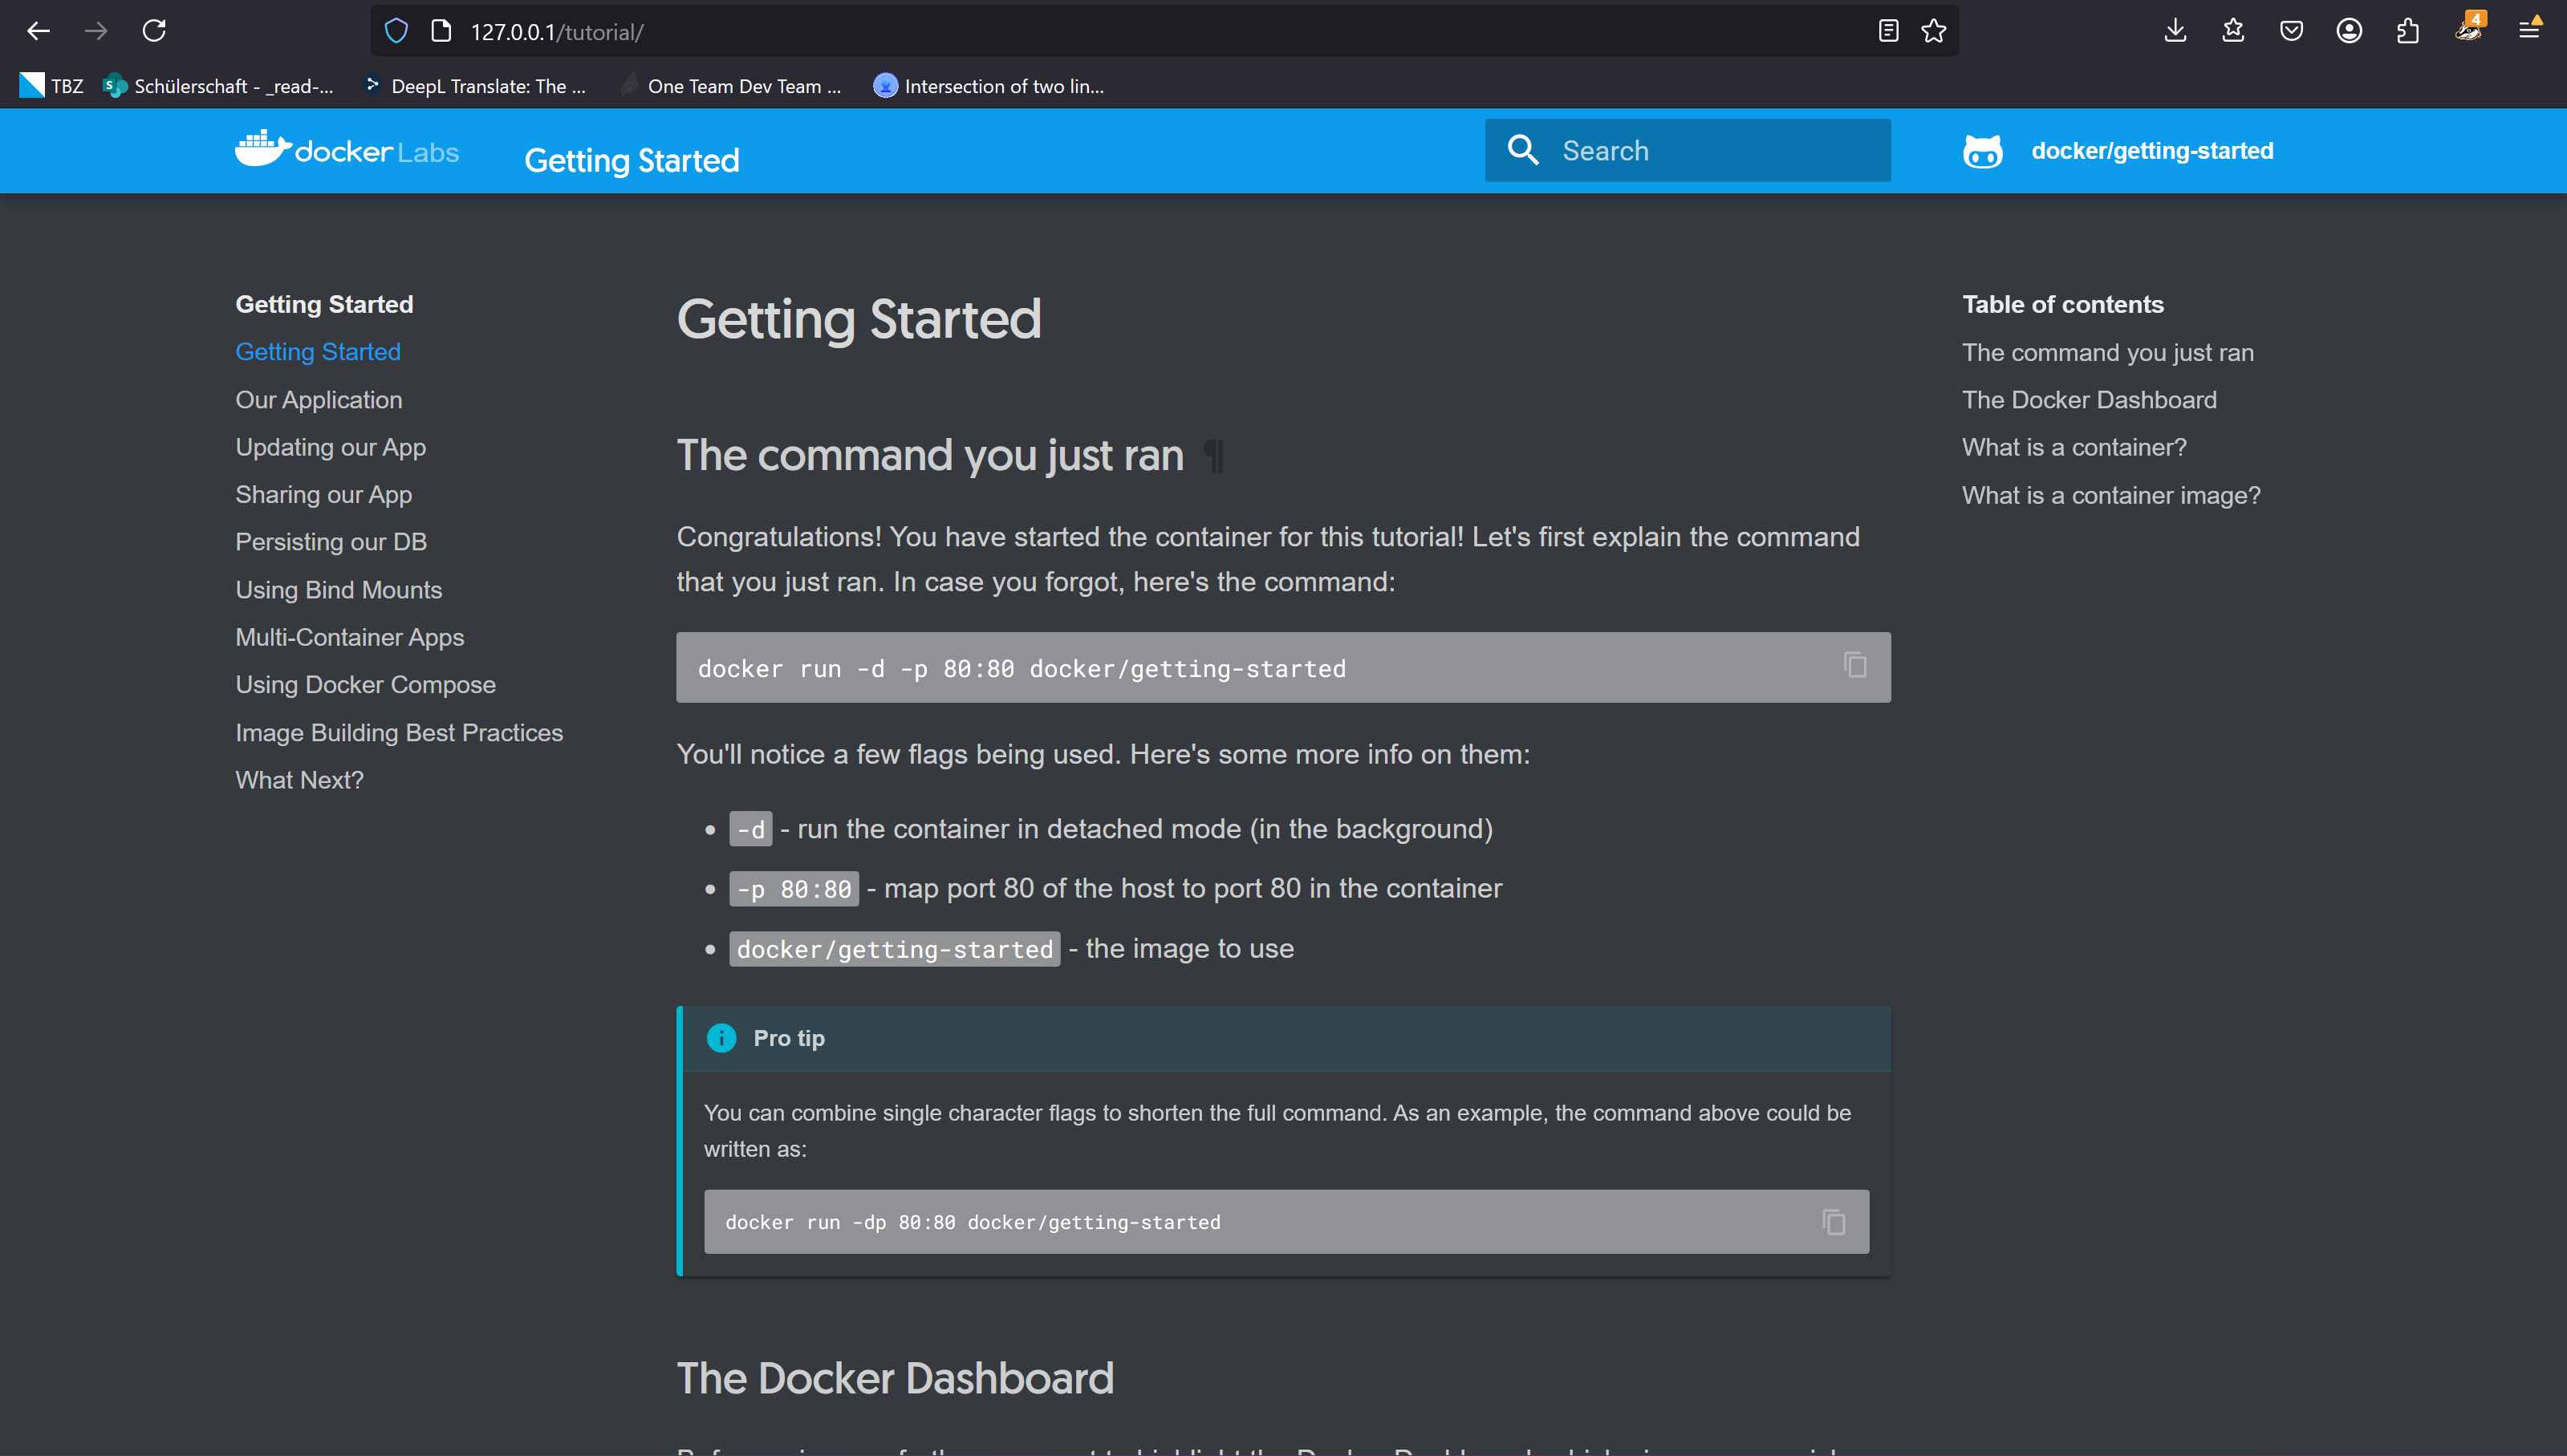 127.0.0.1/tutorial/
4
TBZ
Schülerschaft - _read-...
DeepL Translate: The ...
One Team Dev Team ...
Intersection of two lin...
docker Labs
Getting Started
Search
docker/getting-started
Getting Started
Getting Started
Our Application
Updating our App
Sharing our App
Persisting our DB
Using Bind Mounts
Multi-Container Apps
Using Docker Compose
Image Building Best Practices
What Next?
Getting Started
The command you just ran ¶
Congratulations! You have started the container for this tutorial! Let's first explain the command
that you just ran. In case you forgot, here's the command:
docker run -d -p 80:80 docker/getting-started
You'll notice a few flags being used. Here's some more info on them:
-d - run the container in detached mode (in the background)
-p 80:80 - map port 80 of the host to port 80 in the container
docker/getting-started - the image to use
Pro tip
You can combine single character flags to shorten the full command. As an example, the command above could be
written as:
docker run -dp 80:80 docker/getting-started
The Docker Dashboard
Table of contents
The command you just ran
The Docker Dashboard
What is a container?
What is a container image?